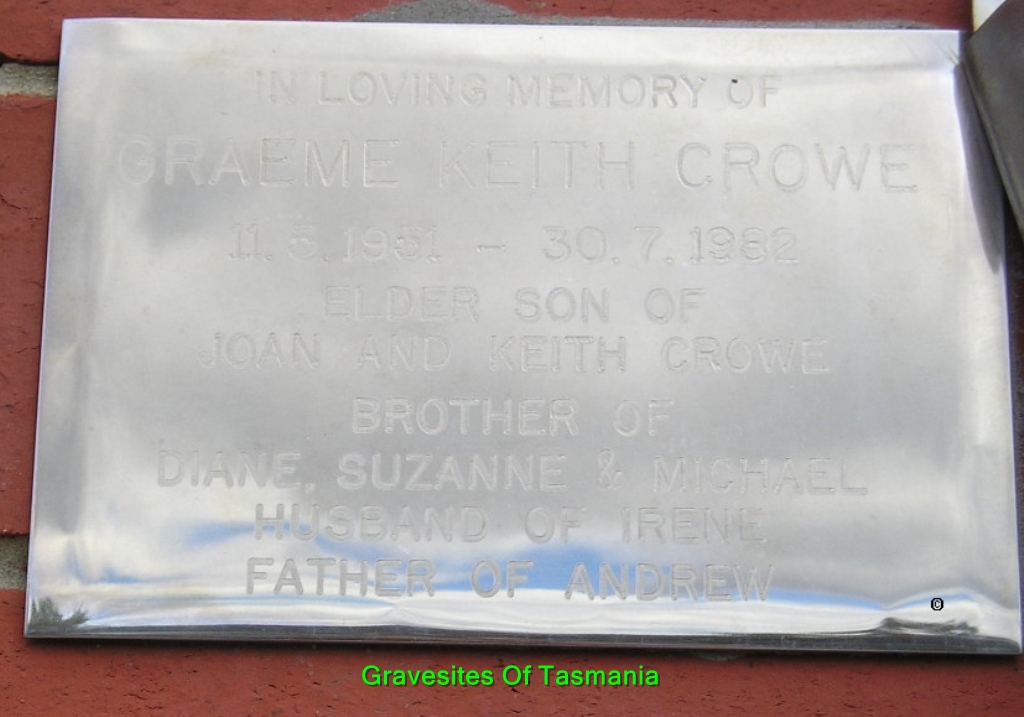 IN LOVING MEMORY OF
GRAEME KEITH CROWE
11.5.1951 - 30.7.1982
ELDER SON OF
JOAN AND KEITH CROWE
BROTHER OF
DIANE, SUZANNE & MICHAEL
HUSBAND OF IRENE
FATHER OF ANDREW
©
Gravesites Of Tasmania